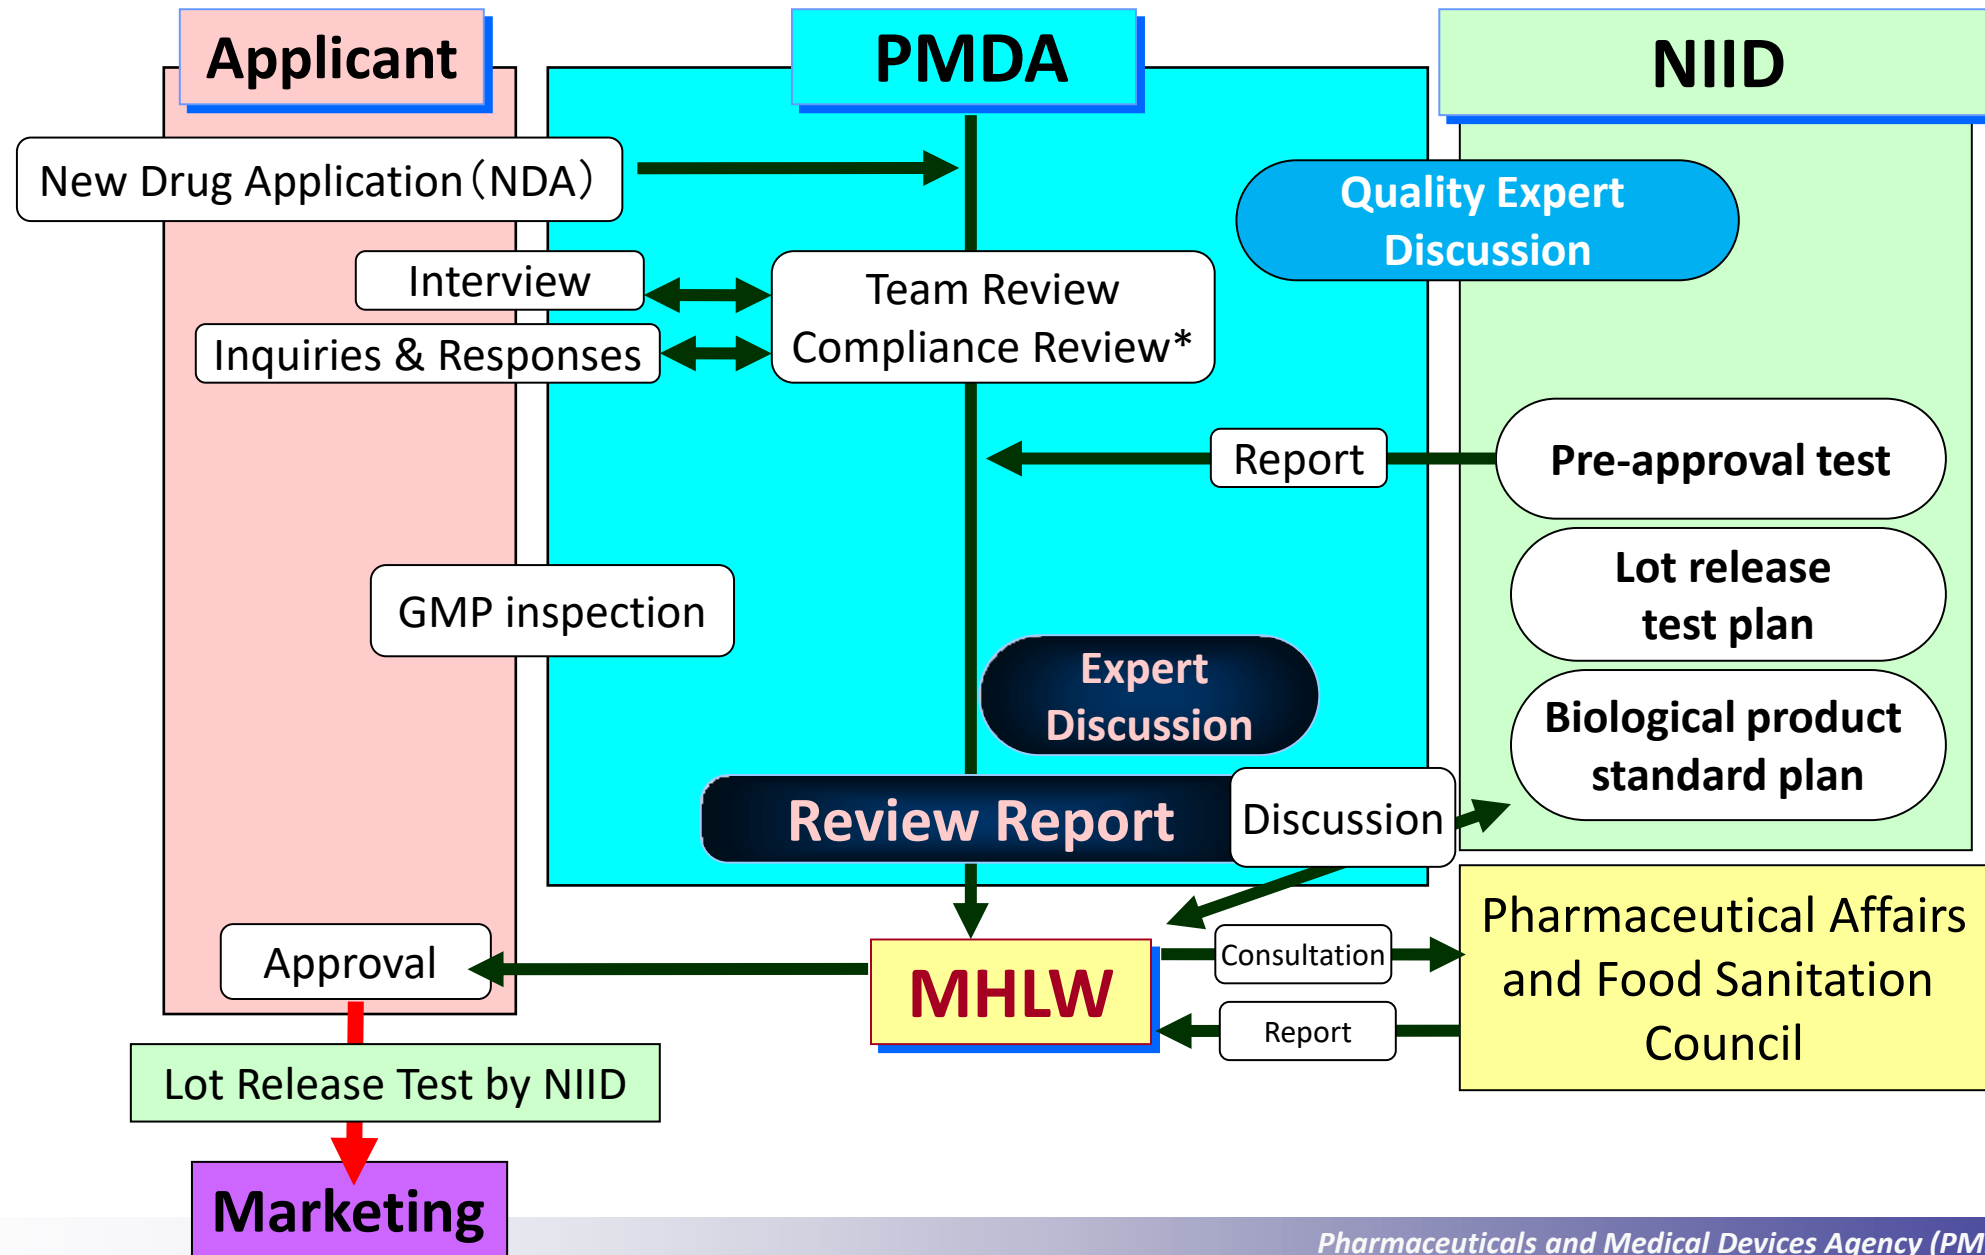 Applicant
PMDA
NIID
New Drug Application（NDA）
Quality Expert
Discussion
Interview
Team Review
Compliance Review*
Inquiries & Responses
Report
Pre-approval test
Lot release
test plan
GMP inspection
Expert
Discussion
Biological product
standard plan
Review Report
Discussion
Approval
MHLW
Consultation
Report
Pharmaceutical Affairs
and Food Sanitation
Council
Lot Release Test by NIID
Marketing
Pharmaceuticals and Medical Devices Agency (PM